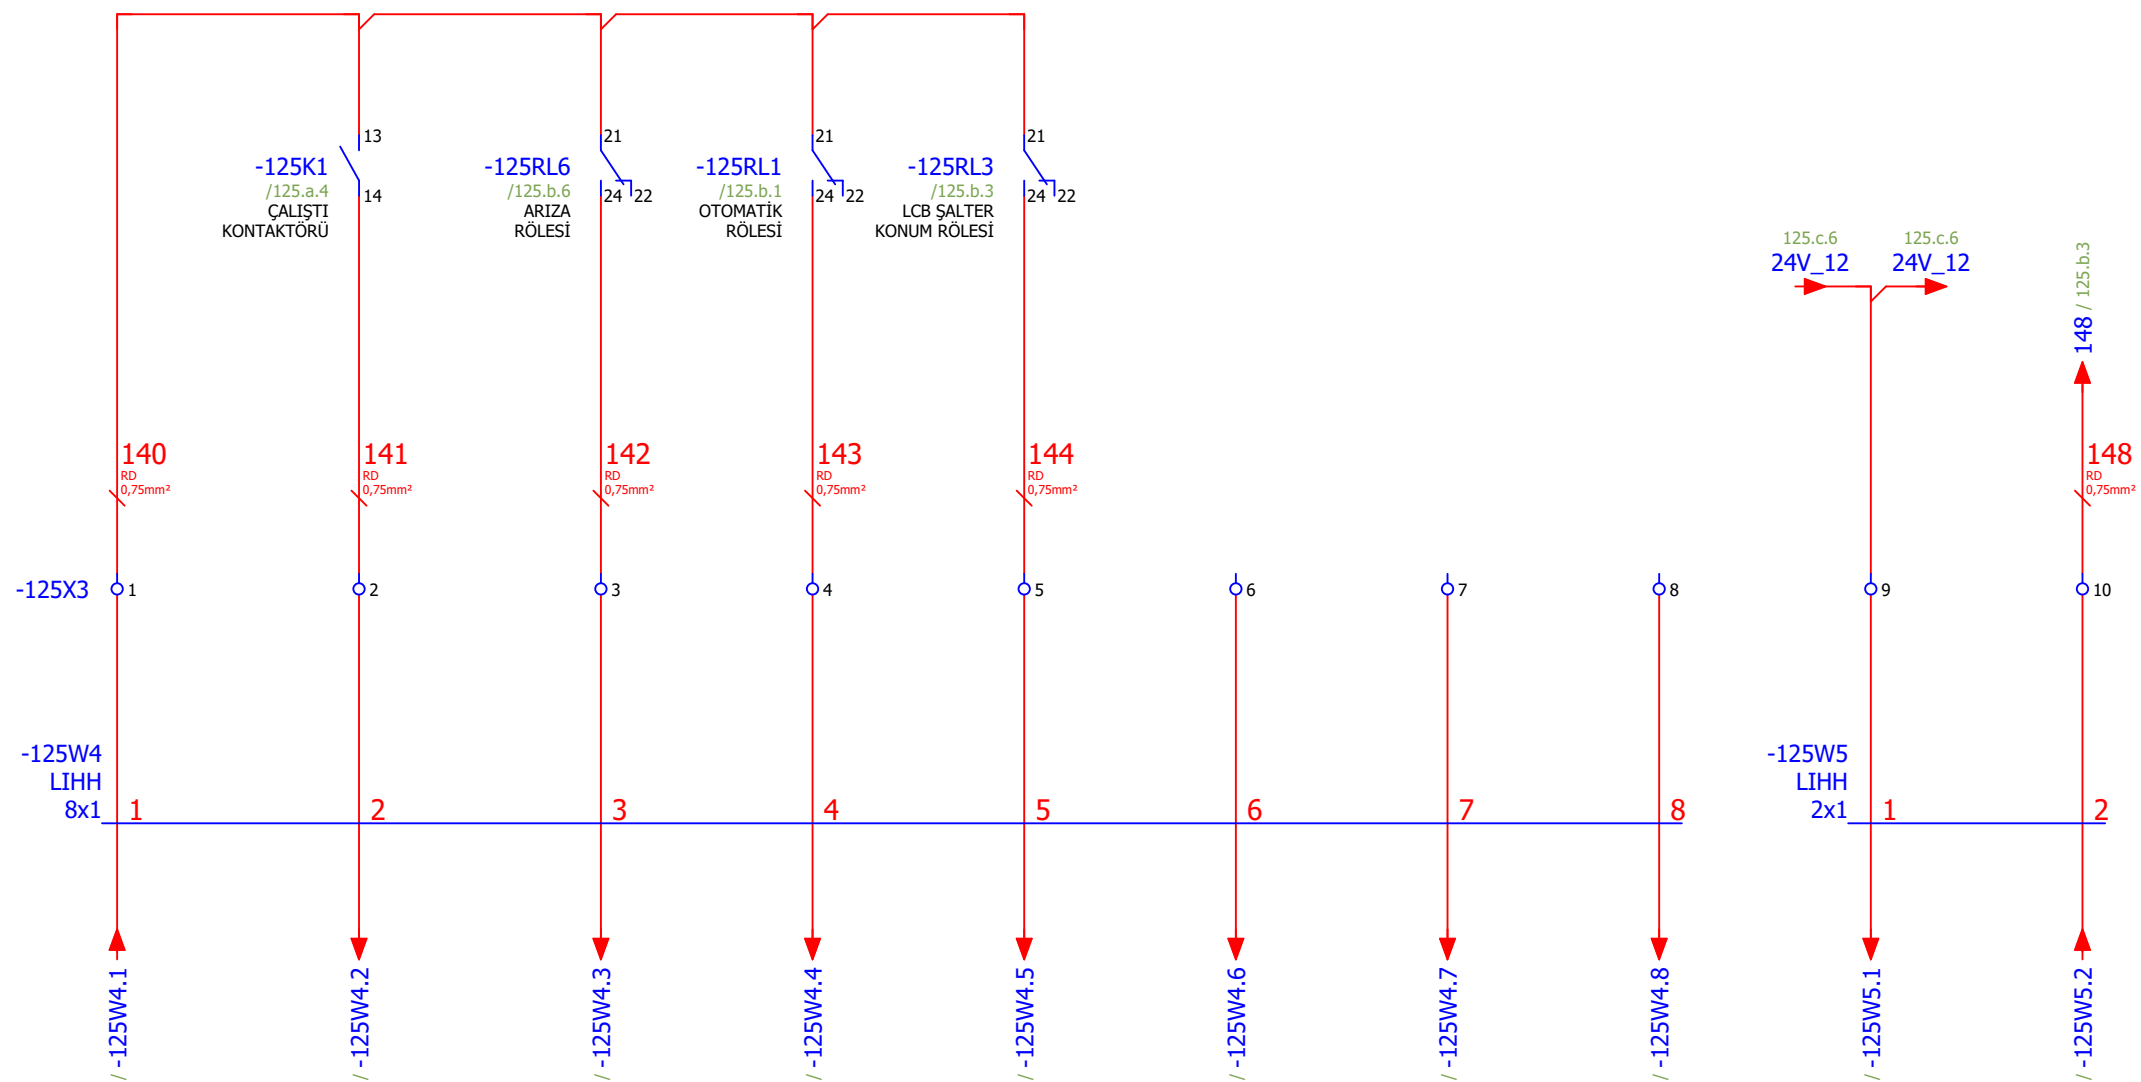 13
21
21
21
-125K1
-125RL6
-125RL1
-125RL3
/125.a.4
/125.b.6
/125.b.1
/125.b.3
14
24 22
24 22
24 22
ÇALIŞTI
KONTAKTÖRÜ
ARIZA
RÖLESİ
OTOMATİK
RÖLESİ
LCB ŞALTER
KONUM RÖLESİ
125.c.6
24V_12
125.c.6
24V_12
148 / 125.b.3
140
RD
0,75mm²
141
RD
0,75mm²
142
RD
0,75mm²
143
RD
0,75mm²
144
RD
0,75mm²
148
RD
0,75mm²
-125X3
1
2
3
4
5
6
7
8
9
10
-125W4
LIHH
8x1
1
2
3
4
5
6
7
8
-125W5
LIHH
2x1
1
2
/ -125W4.1
/ -125W4.2
/ -125W4.3
/ -125W4.4
/ -125W4.5
/ -125W4.6
/ -125W4.7
/ -125W4.8
/ -125W5.1
/ -125W5.2